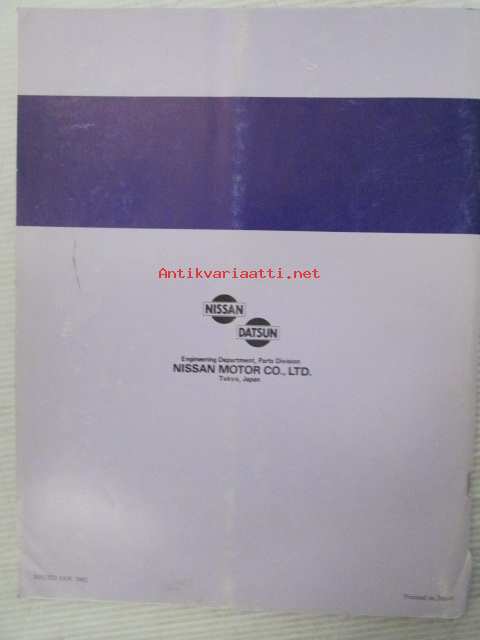 Antikvariaatti.net
NISSAN
DATSUN
Engineering Department, Parts Division
NISSAN MOTOR CO., LTD.
Tokyo, Japan
Printed in Japan